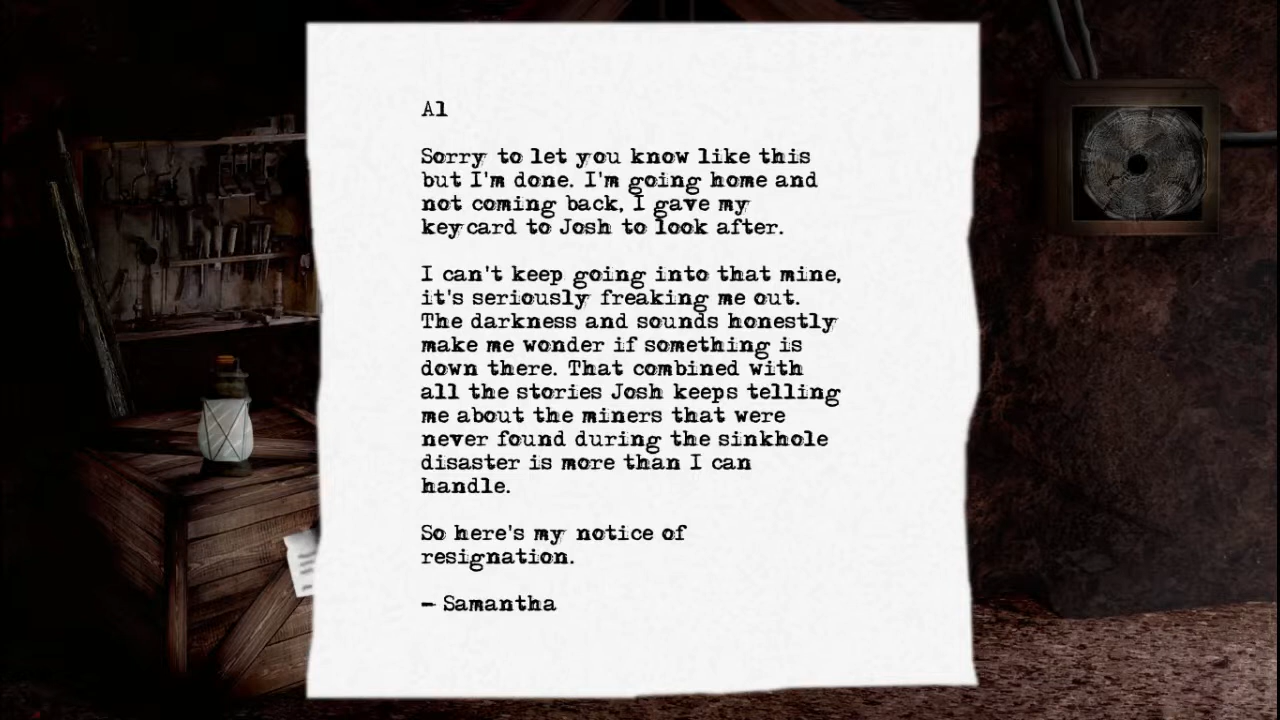 Al
Sorry to let you know like this
but I'm done. I'm going home and
not coming back, I gave my
keycard to Josh to look after.
I can't keep going into that mine,
it's seriously freaking me out.
The darkness and sounds honestly
make me wonder if something is
down there. That combined with
all the stories Josh keeps telling
me about the miners that were
never found during the sinkhole
disaster is more than I can
handle.
So here's my notice of
resignation.
— Samantha